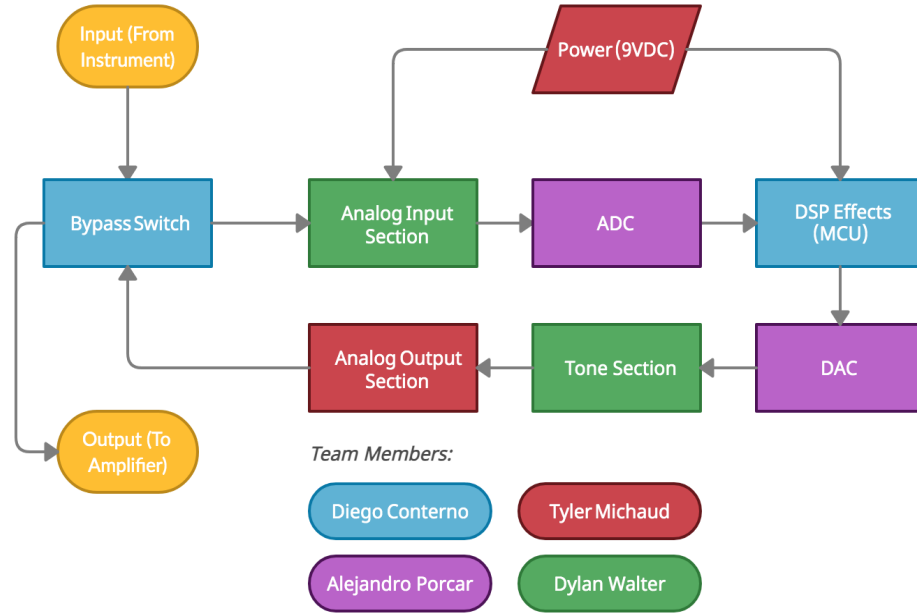 Input (From
Instrument)
Power (9VDC)
Bypass Switch
Analog Input
Section
ADC
DSP Effects
(MCU)
Analog Output
Section
Tone Section
DAC
Output (To
Amplifier)
Team Members:
Diego Conterno
Tyler Michaud
Alejandro Porcar
Dylan Walter